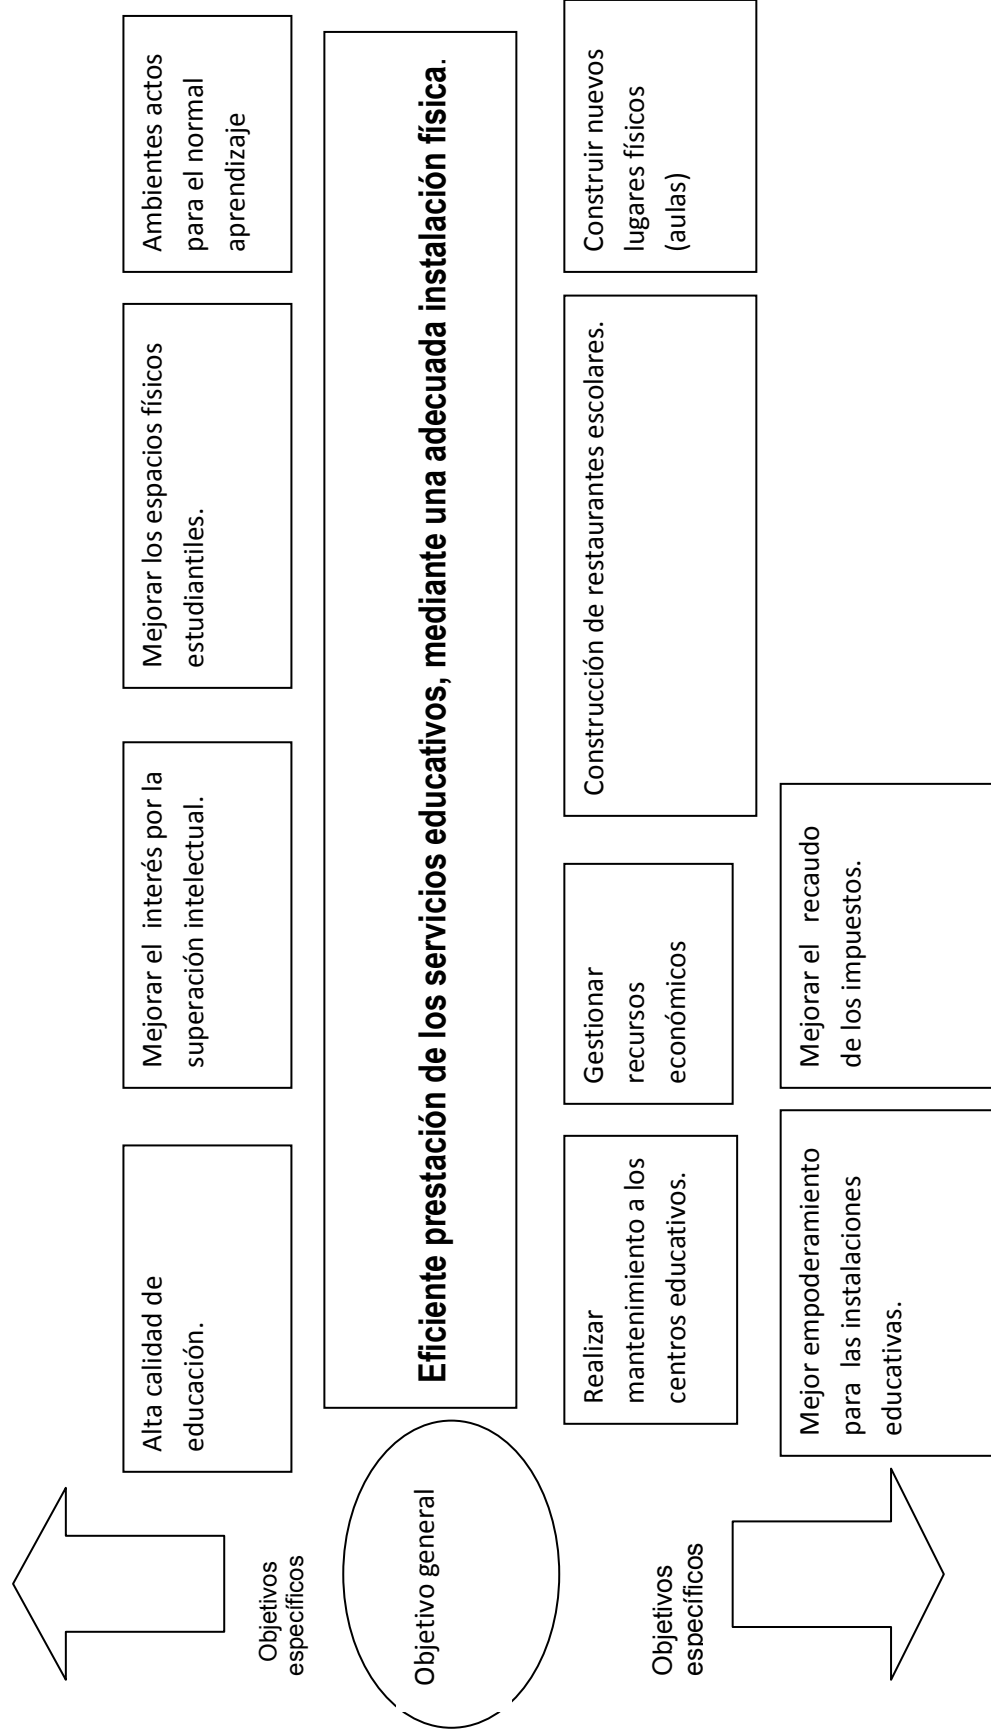 Alta calidad de
educación.
Mejorar el interés por la
superación intelectual.
Mejorar los espacios físicos
estudiantiles.
Ambientes actos
para el normal
aprendizaje
Objetivos
específicos
Objetivo general
Eficiente prestación de los servicios educativos, mediante una adecuada instalación física.
Objetivos
específicos
Realizar
mantenimiento a los
centros educativos.
Gestionar
recursos
económicos
Construcción de restaurantes escolares.
Construir nuevos
lugares físicos
(aulas)
Mejor empoderamiento
para las instalaciones
educativas.
Mejorar el recaudo
de los impuestos.